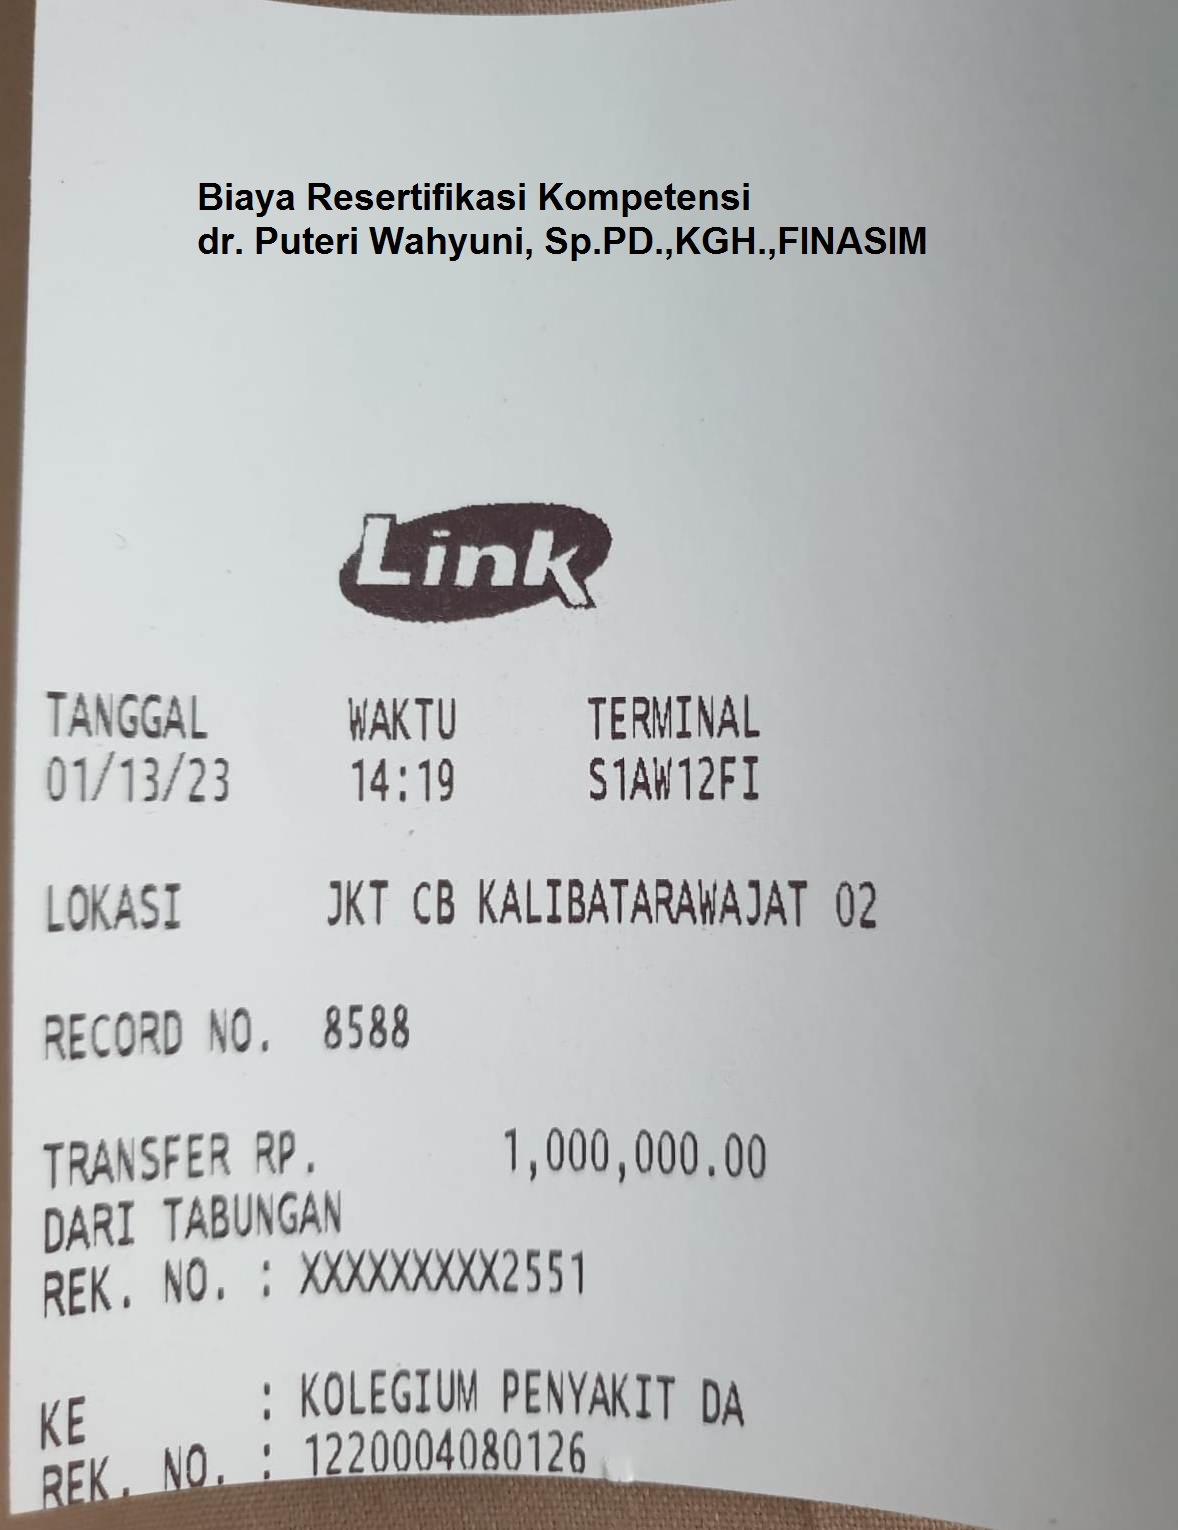 Biaya Resertifikasi Kompetensi
dr. Puteri Wahyuni, Sp.PD.,KGH.,FINASIM
Link
TANGGAL WAKTU TERMINAL
01/13/23 14:19 S1AW12FI
LOKASI JKT CB KALIBATARAWAJAT 02
RECORD NO. 8588
TRANSFER RP. 1,000,000.00
DARI TABUNGAN
REK. NO. : XXXXXXXXX2551
KE : KOLEGIUM PENYAKIT DA
REK. NO. : 1220004080126